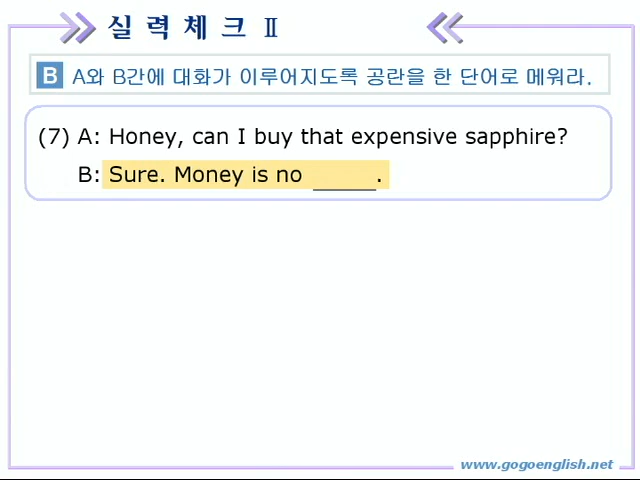 실력체크 Ⅱ
B A와 B간에 대화가 이루어지도록 공란을 한 단어로 메워라.
(7) A: Honey, can I buy that expensive sapphire?
B: Sure. Money is no _____.
www.gogoenglish.net